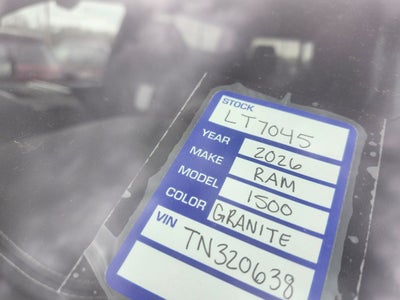 STOCK
LT7045
YEAR 2026
MAKE RAM
MODEL 1500
COLOR GRANITE
VIN TN320638